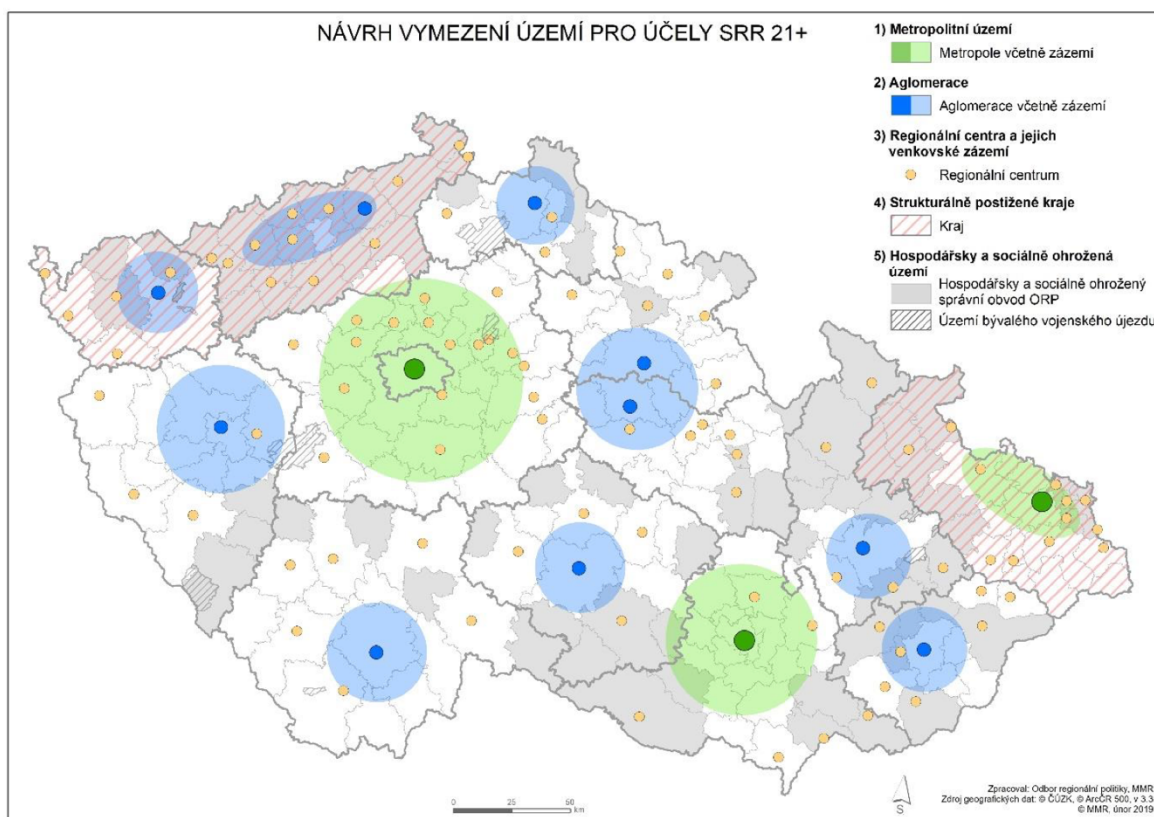 NÁVRH VYMEZENÍ ÚZEMÍ PRO ÚČELY SRR 21+
1) Metropolitní území
Metropole včetně zázemí
2) Aglomerace
Aglomerace včetně zázemí
3) Regionální centra a jejich
venkovské zázemí
Regionální centrum
4) Strukturálně postižené kraje
Kraj
5) Hospodářsky a sociálně ohrožená
území
Hospodářsky a sociálně ohrožený
správní obvod ORP
Území bývalého vojenského újezdu
0 25 50
km
S
Zpracoval: Odbor regionální politiky, MMR
Zdroj geografických dat: © ČÚZK, © ArcČR 500, v 3.3
© MMR, únor 2019